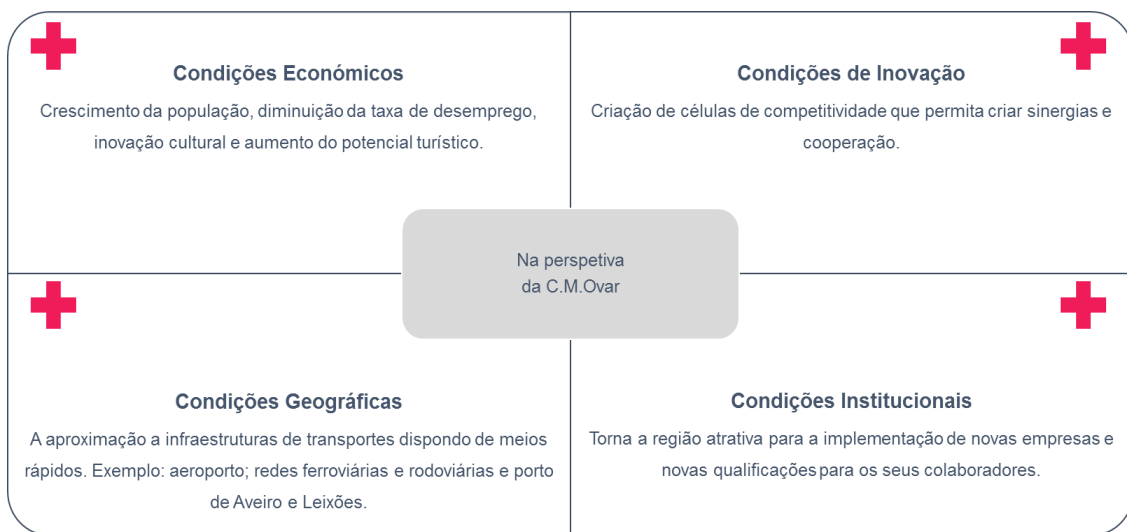 Condições Económicos
Crescimento da população, diminuição da taxa de desemprego,
inovação cultural e aumento do potencial turístico.
Condições de Inovação
Criação de células de competitividade que permita criar sinergias e
cooperação.
Na perspetiva
da C.M.Ovar
Condições Geográficas
A aproximação a infraestruturas de transportes dispondo de meios
rápidos. Exemplo: aeroporto; redes ferroviárias e rodoviárias e porto
de Aveiro e Leixões.
Condições Institucionais
Torna a região atrativa para a implementação de novas empresas e
novas qualificações para os seus colaboradores.